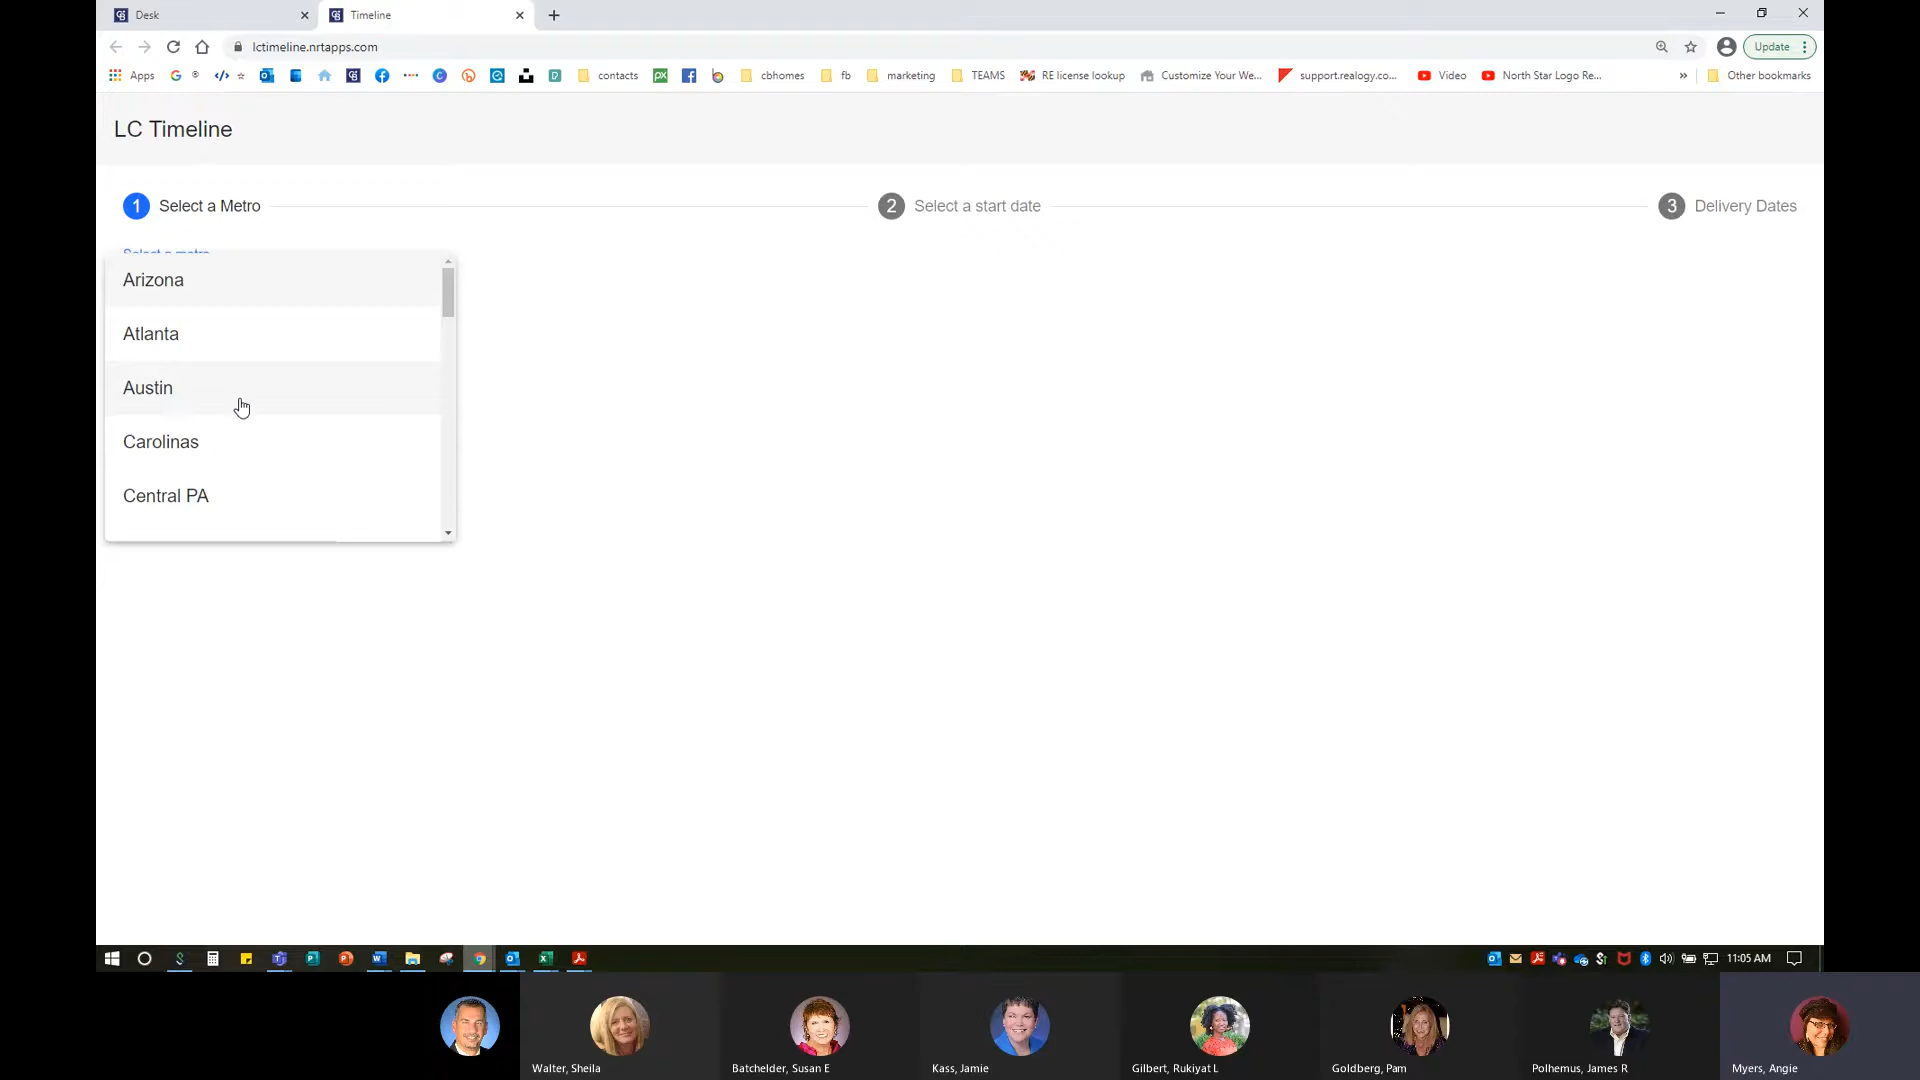 Desk
Timeline
lctimeline.nrtapps.com
Update
Apps
contacts
cbhomes
fb
marketing
TEAMS
RE license lookup
Customize Your We...
support.realogy.co...
Video
North Star Logo Re...
»
Other bookmarks
LC Timeline
1 Select a Metro
2 Select a start date
3 Delivery Dates
Select a metro
Arizona
Atlanta
Austin
Carolinas
Central PA
11:05 AM
Walter, Sheila
Batchelder, Susan E
Kass, Jamie
Gilbert, Rukiyat L
Goldberg, Pam
Polhemus, James R
Myers, Angie